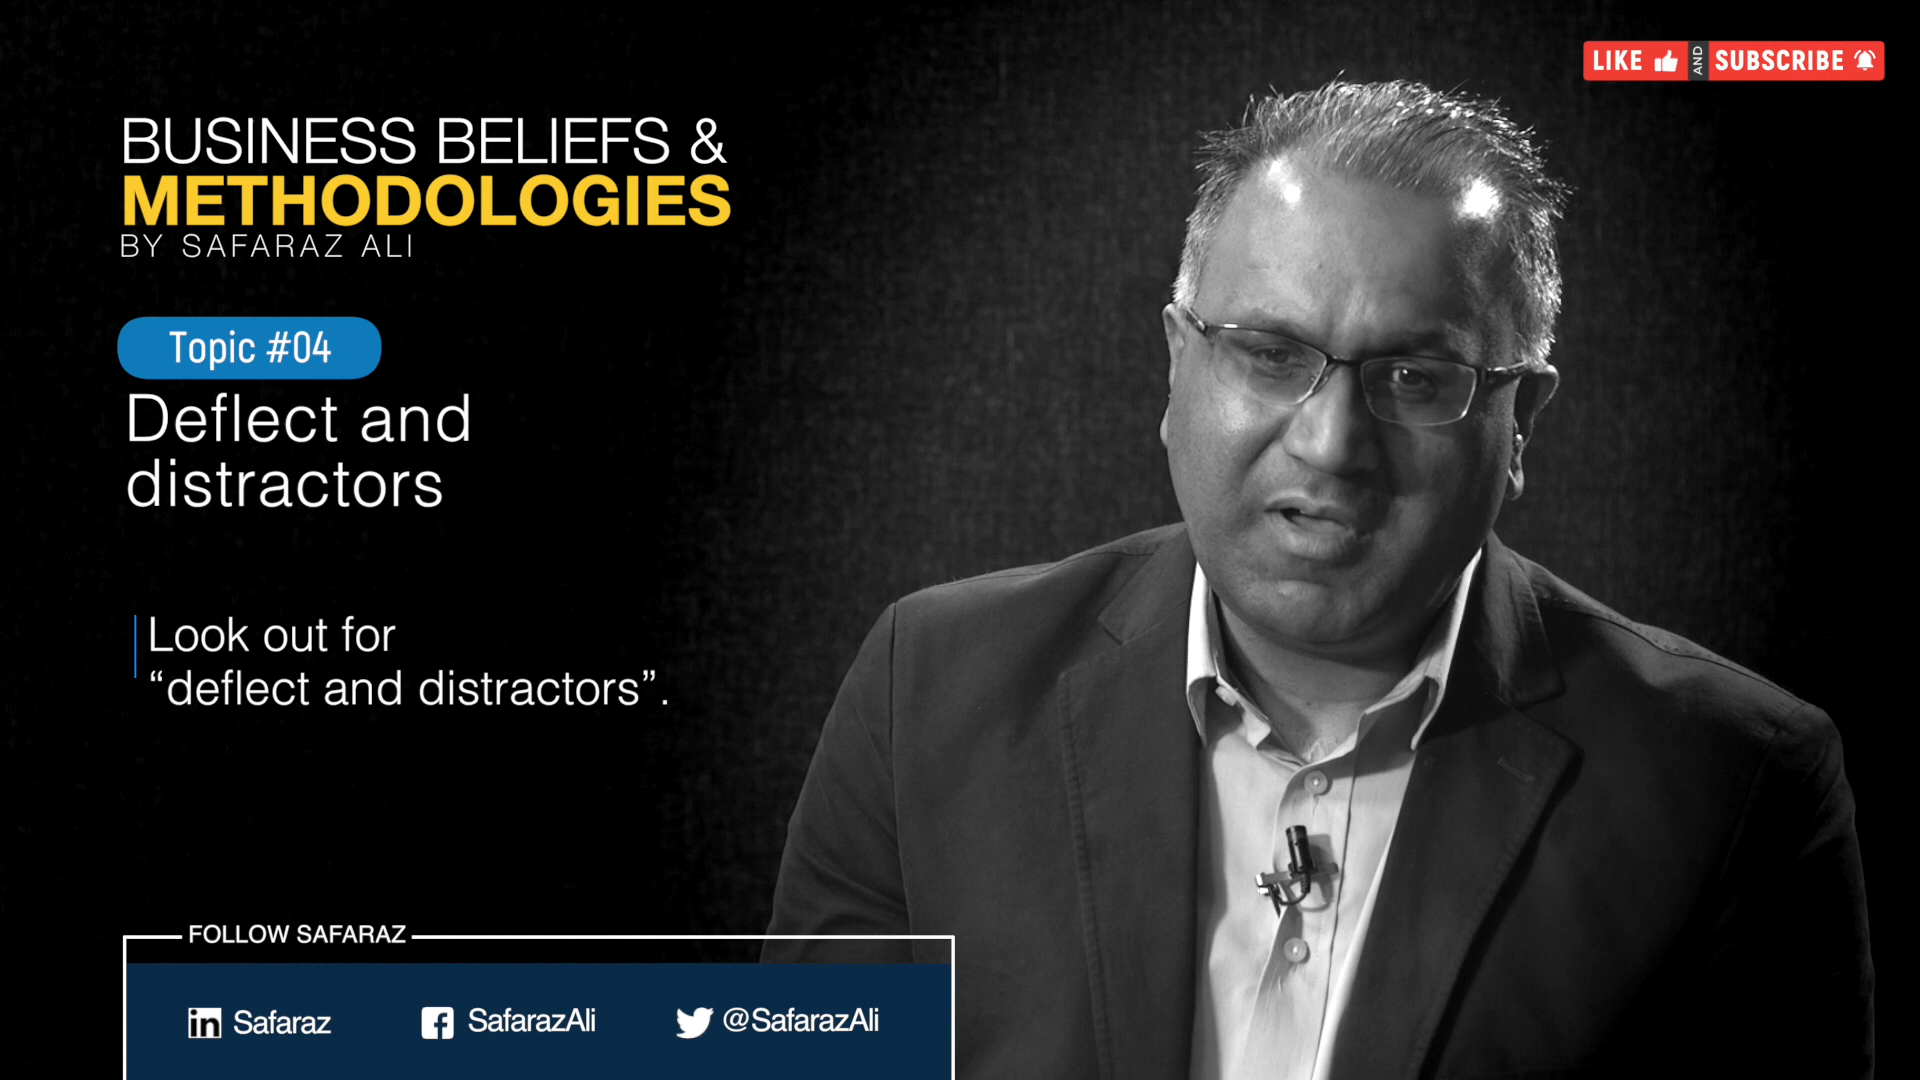 LIKE AND SUBSCRIBE
BUSINESS BELIEFS &
METHODOLOGIES
BY SAFARAZ ALI
Topic #04
Deflect and
distractors
Look out for
“deflect and distractors”.
FOLLOW SAFARAZ
in Safaraz
SafarazAli
@SafarazAli